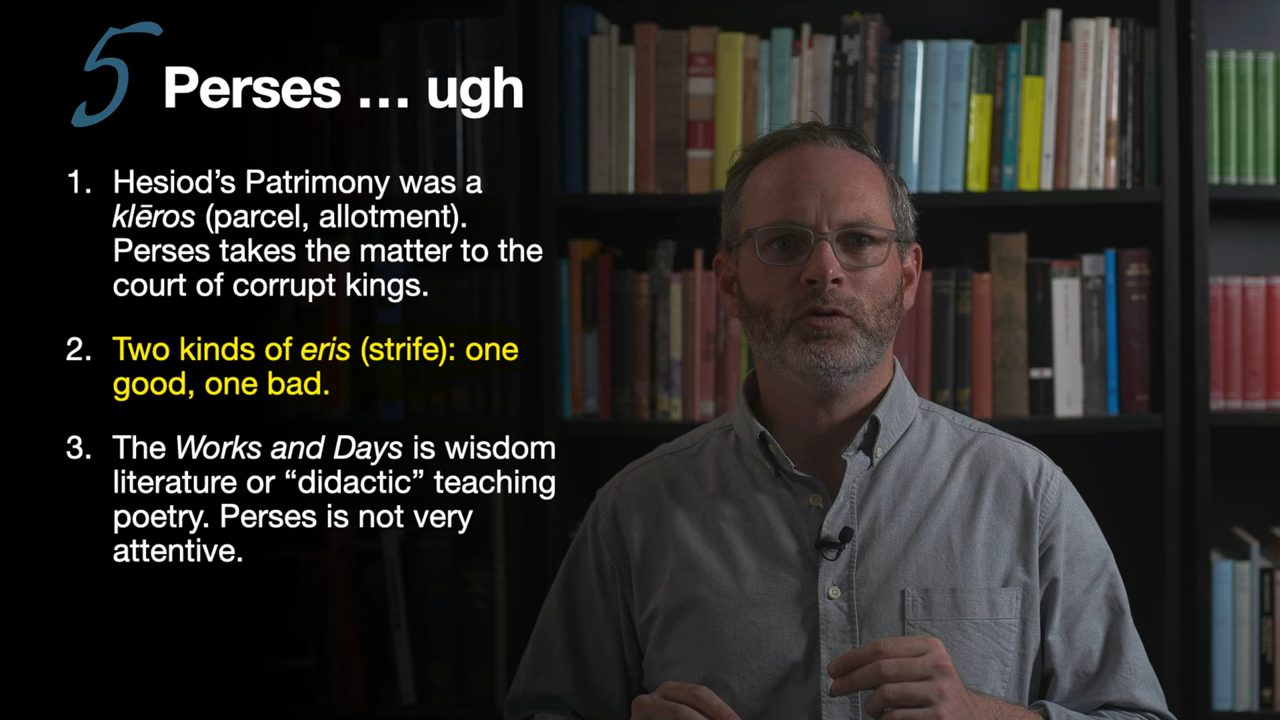 5 Perses … ugh
1. Hesiod’s Patrimony was a
klēros (parcel, allotment).
Perses takes the matter to the
court of corrupt kings.
2. Two kinds of eris (strife): one
good, one bad.
3. The Works and Days is wisdom
literature or “didactic” teaching
poetry. Perses is not very
attentive.